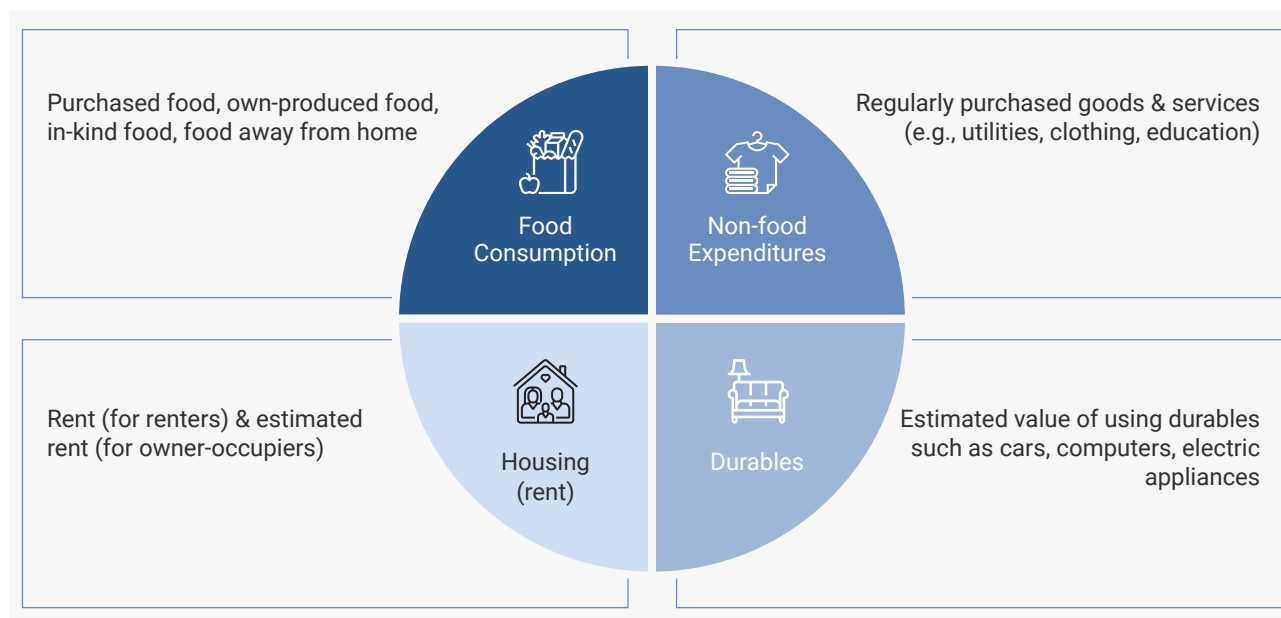 Purchased food, own-produced food,
in-kind food, food away from home
Food
Consumption
Non-food
Expenditures
Regularly purchased goods & services
(e.g., utilities, clothing, education)
Rent (for renters) & estimated
rent (for owner-occupiers)
Housing
(rent)
Durables
Estimated value of using durables
such as cars, computers, electric
appliances